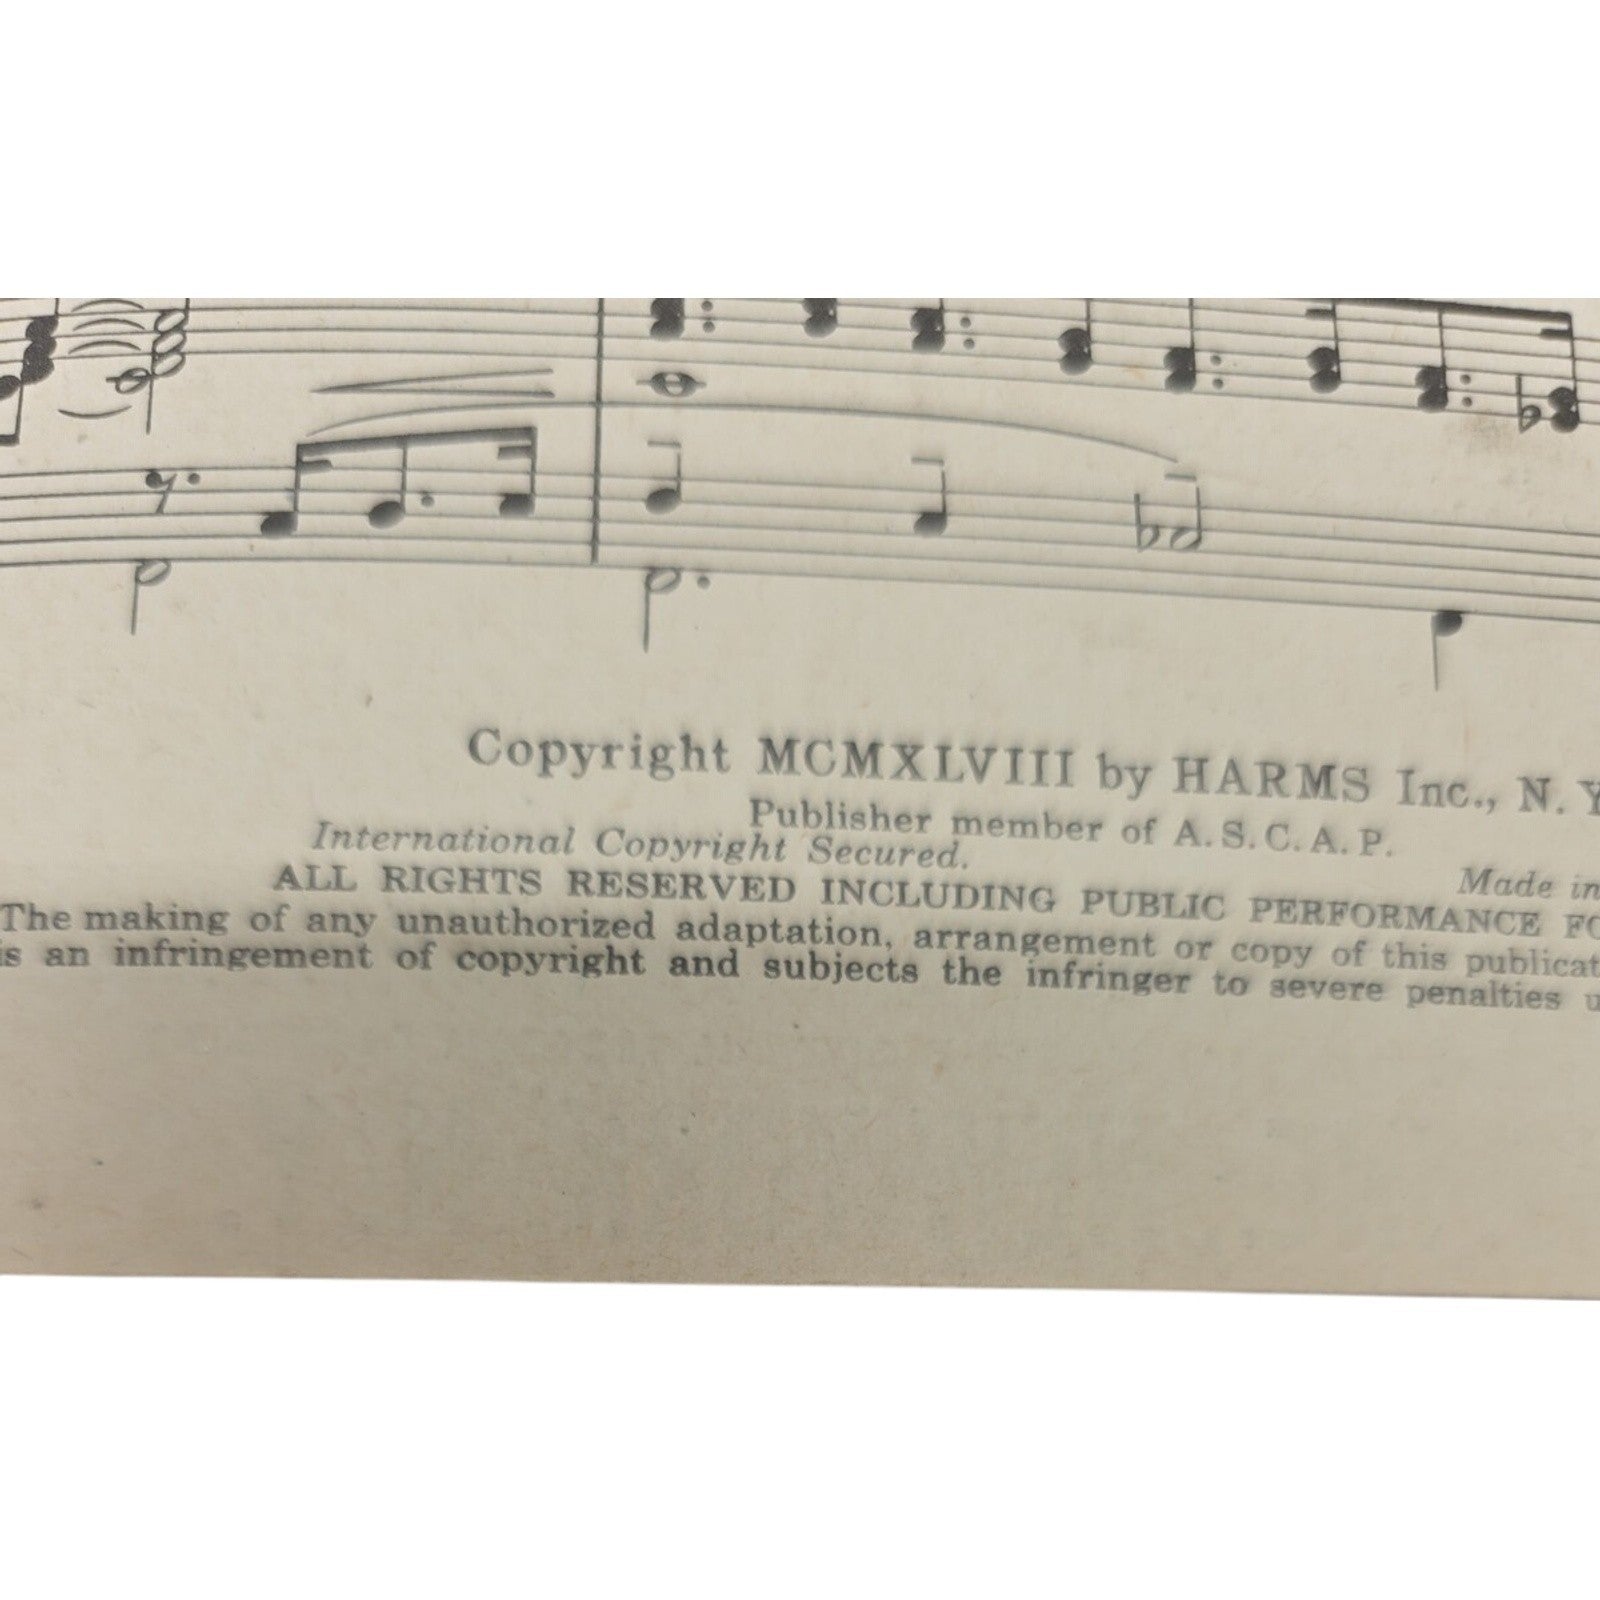 Copyright MCMXLVIII by HARMS Inc., N. Y
Publisher member of A. S. C. A. P.
International Copyright Secured.
Made in
ALL RIGHTS RESERVED INCLUDING PUBLIC PERFORMANCE FO
The making of any unauthorized adaptation, arrangement or copy of this publicat
is an infringement of copyright and subjects the infringer to severe penalties u